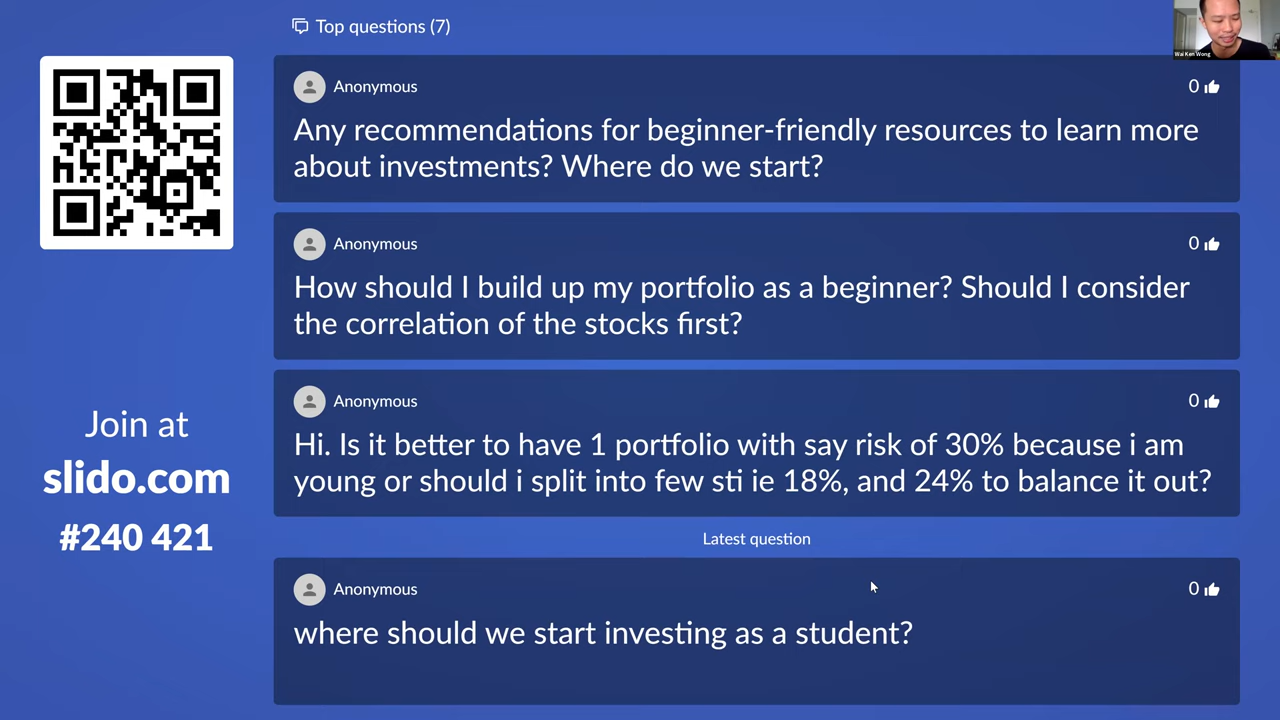 Top questions (7)
Wai Ken Wong
Anonymous
0
Any recommendations for beginner-friendly resources to learn more
about investments? Where do we start?
Anonymous
0
How should I build up my portfolio as a beginner? Should I consider
the correlation of the stocks first?
Anonymous
0
Hi. Is it better to have 1 portfolio with say risk of 30% because i am
young or should i split into few sti ie 18%, and 24% to balance it out?
Join at
slido.com
#240 421
Latest question
Anonymous
0
where should we start investing as a student?